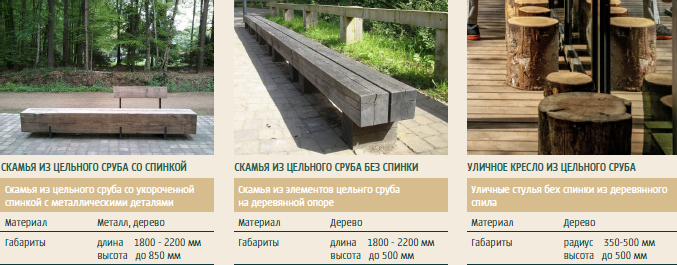 СКАМЬЯ ИЗ ЦЕЛЬНОГО СРУБА СО СПИНКОЙ
Скамья из цельного сруба со укороченной
спинкой с металлическими деталями
Материал Металл, дерево
Габариты длина 1800 - 2200 мм
высота до 850 мм
СКАМЬЯ ИЗ ЦЕЛЬНОГО СРУБА БЕЗ СПИНКИ
Скамья из элементов цельнго сруба
на деревянной опоре
Материал Дерево
Габариты длина 1800 - 2200 мм
высота до 500 мм
УЛИЧНОЕ КРЕСЛО ИЗ ЦЕЛЬНОГО СРУБА
Уличные стулья бех спинки из деревянного
спила
Материал Дерево
Габариты радиус 350-500 мм
высота до 500 мм